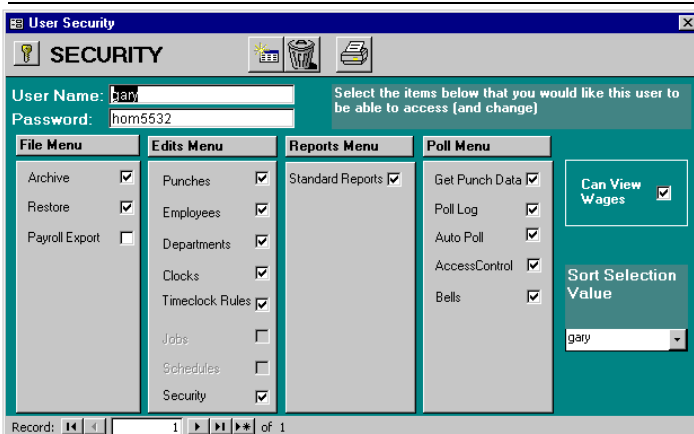 User Security
SECURITY
User Name: gary
Password: hom5532
Select the items below that you would like this user to
be able to access (and change)
File Menu
Archive
Restore
Payroll Export
Edits Menu
Punches
Employees
Departments
Clocks
Timeclock Rules
Jobs
Schedules
Security
Reports Menu
Standard Reports
Poll Menu
Get Punch Data
Poll Log
Auto Poll
AccessControl
Bells
Can View
Wages
Sort Selection
Value
gary
Record: 1 of 1